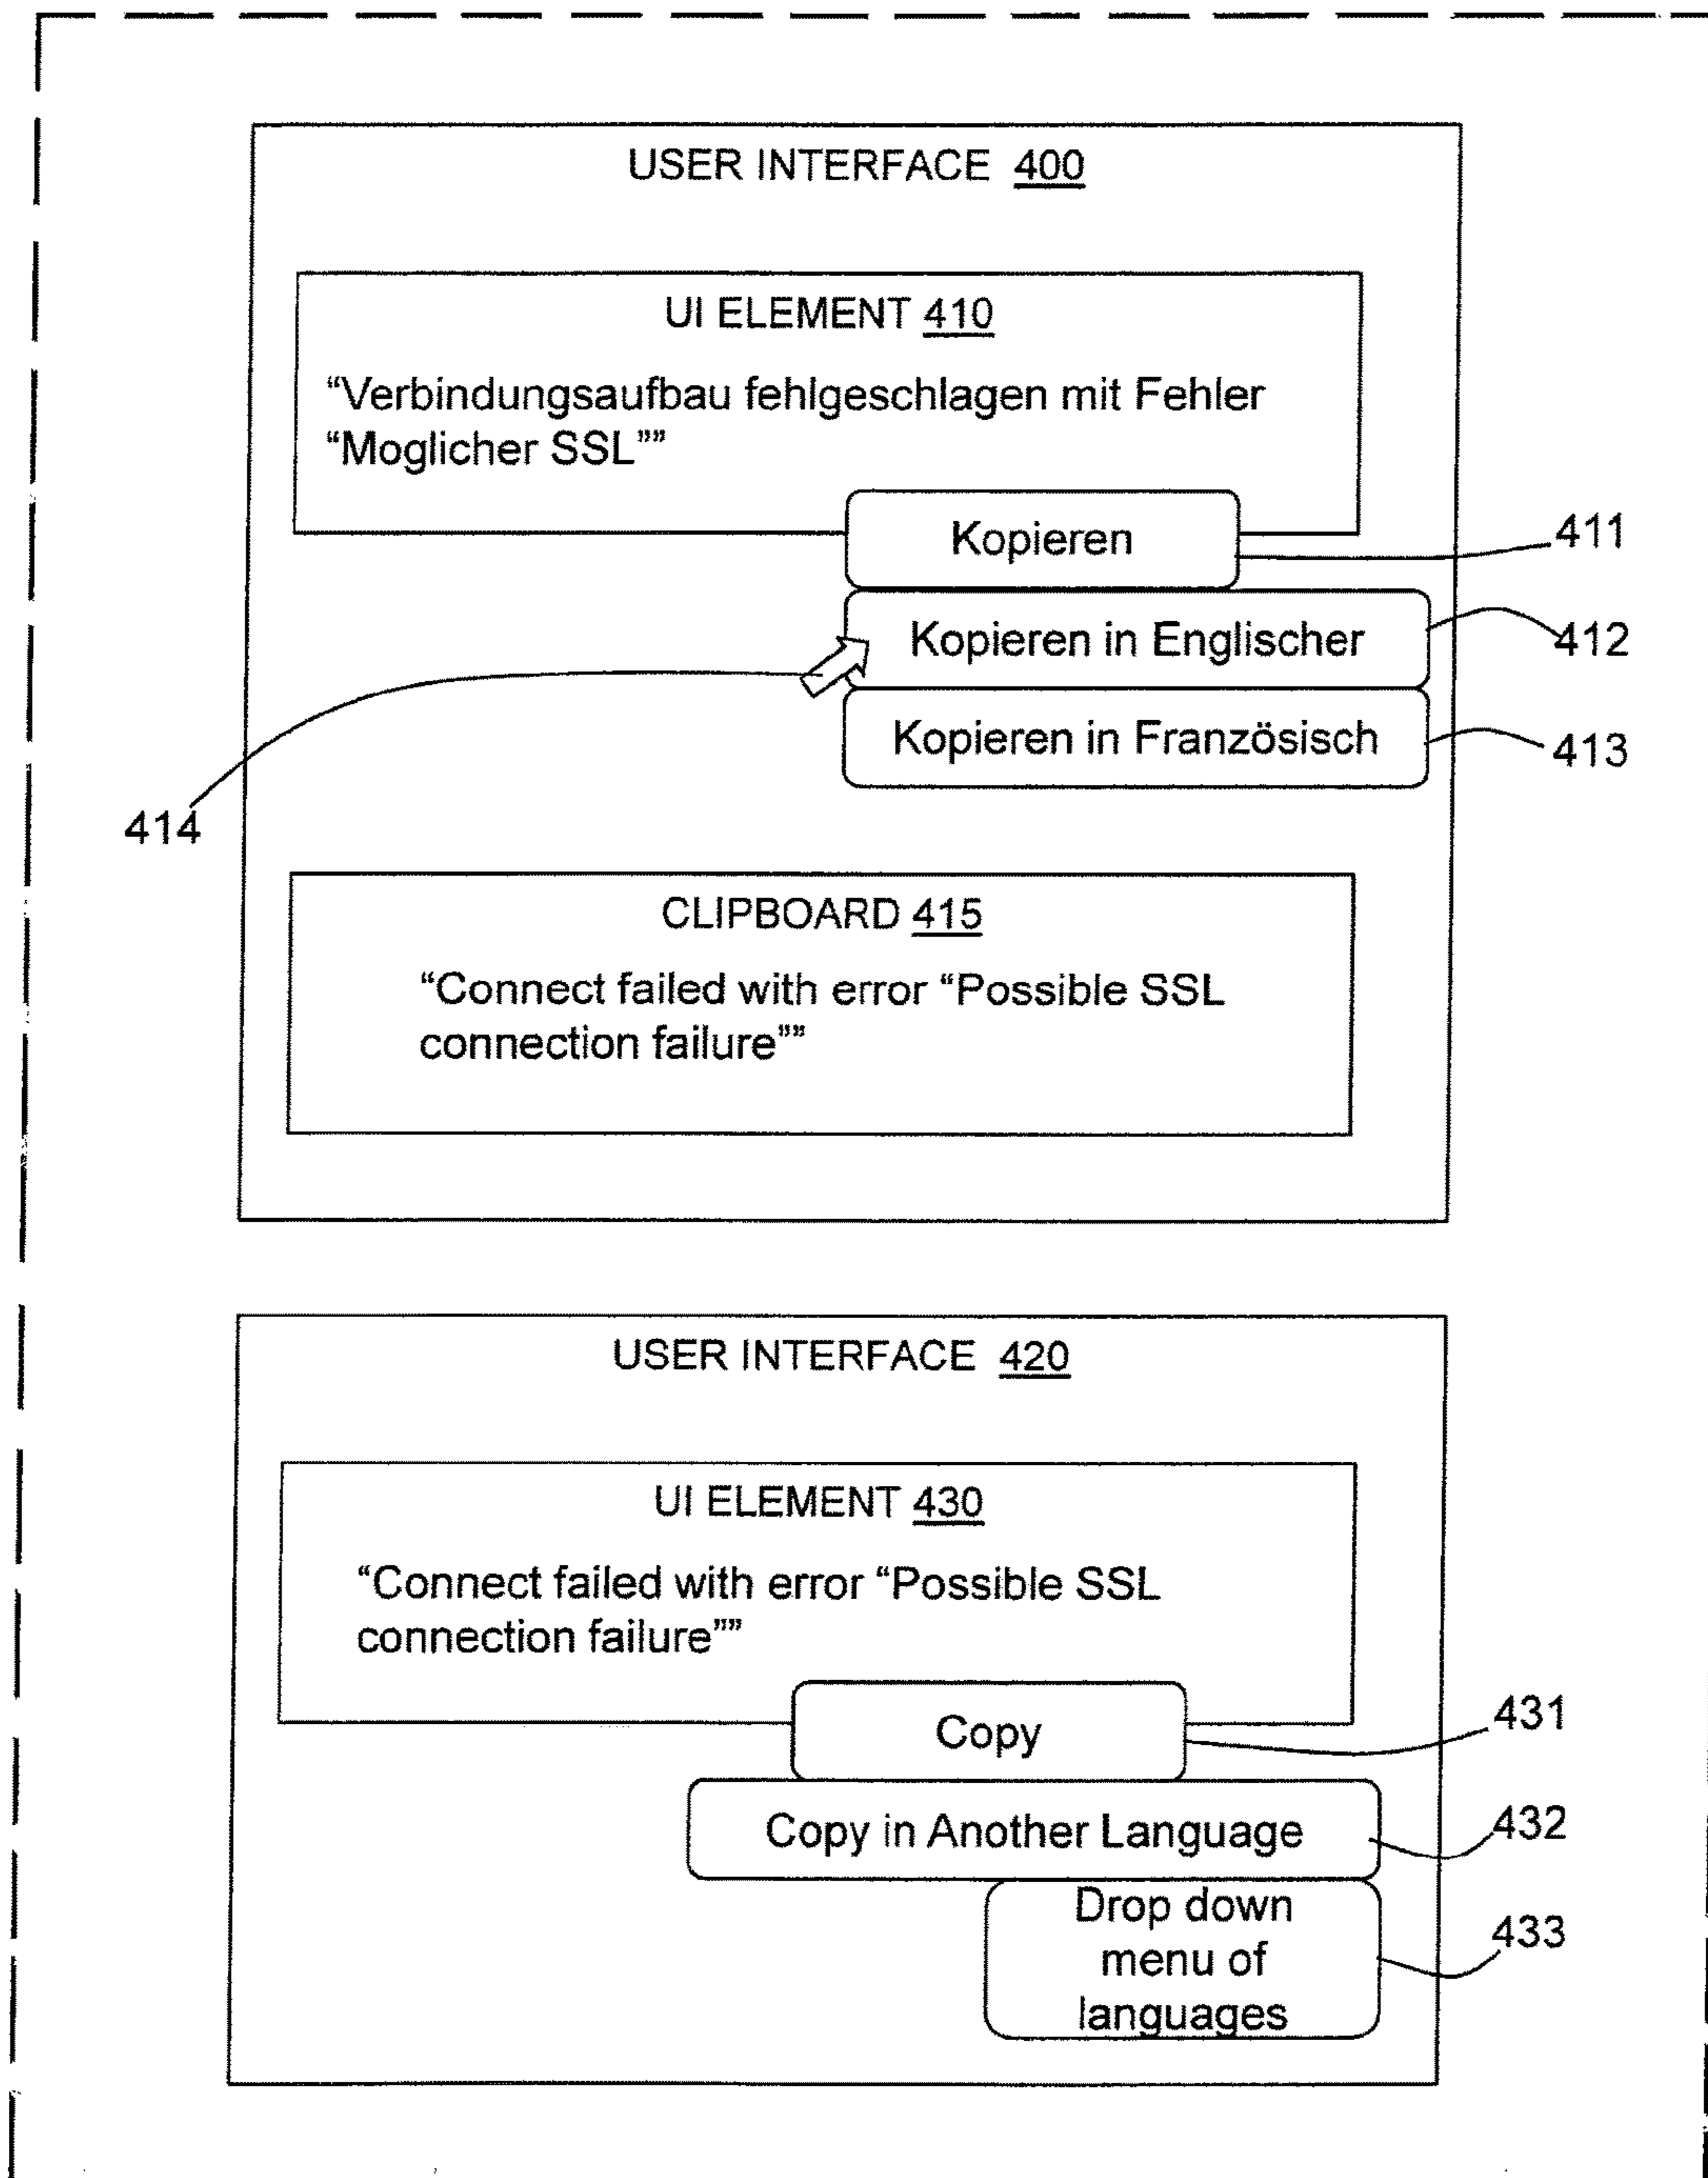 USER INTERFACE 400
UI ELEMENT 410
“Verbindungsaufbau fehlgeschlagen mit Fehler
“Moglicher SSL””
Kopieren
411
Kopieren in Englischer
412
Kopieren in Französisch
413
414
CLIPBOARD 415
“Connect failed with error “Possible SSL
connection failure””
USER INTERFACE 420
UI ELEMENT 430
“Connect failed with error “Possible SSL
connection failure””
Copy
431
Copy in Another Language
432
Drop down
menu of
languages
433